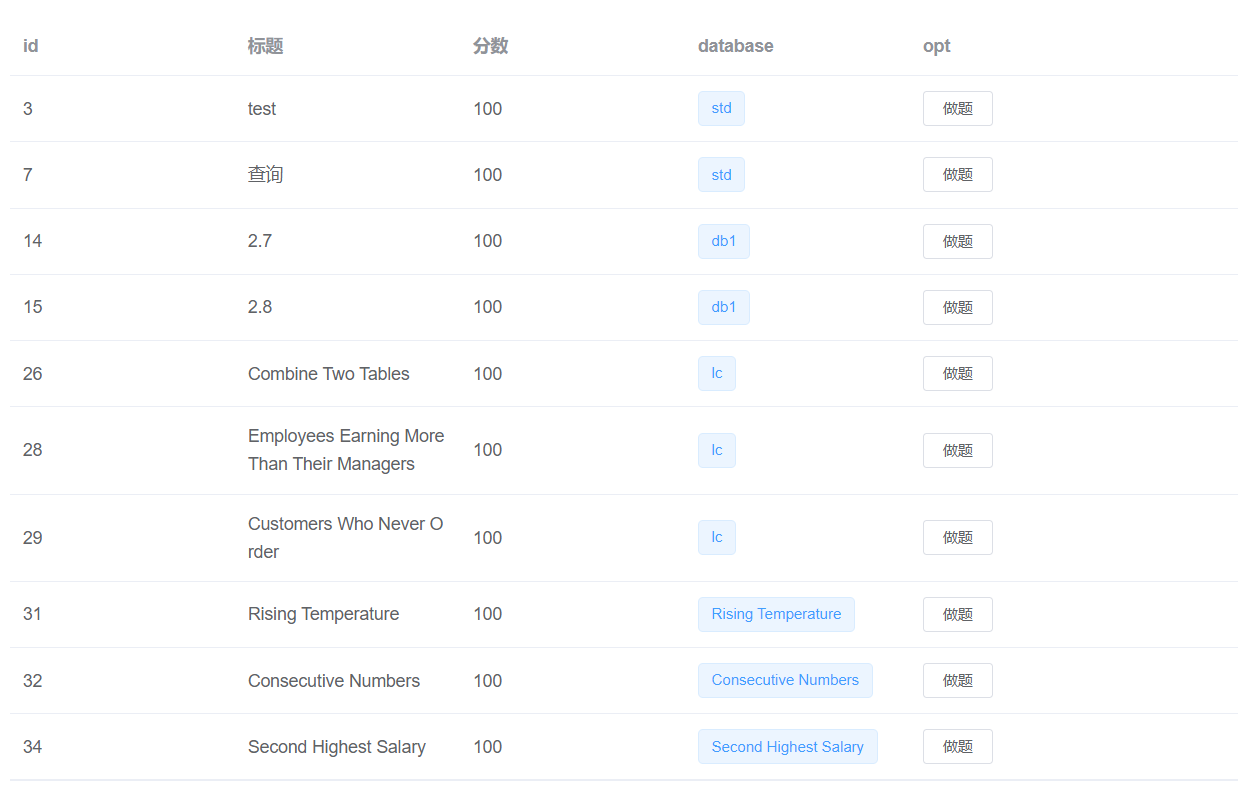 id 标题 分数 database opt
3 test 100 std 做题
7 查询 100 std 做题
14 2.7 100 db1 做题
15 2.8 100 db1 做题
26 Combine Two Tables 100 lc 做题
28 Employees Earning More
Than Their Managers 100 lc 做题
29 Customers Who Never O
rder 100 lc 做题
31 Rising Temperature 100 Rising Temperature 做题
32 Consecutive Numbers 100 Consecutive Numbers 做题
34 Second Highest Salary 100 Second Highest Salary 做题